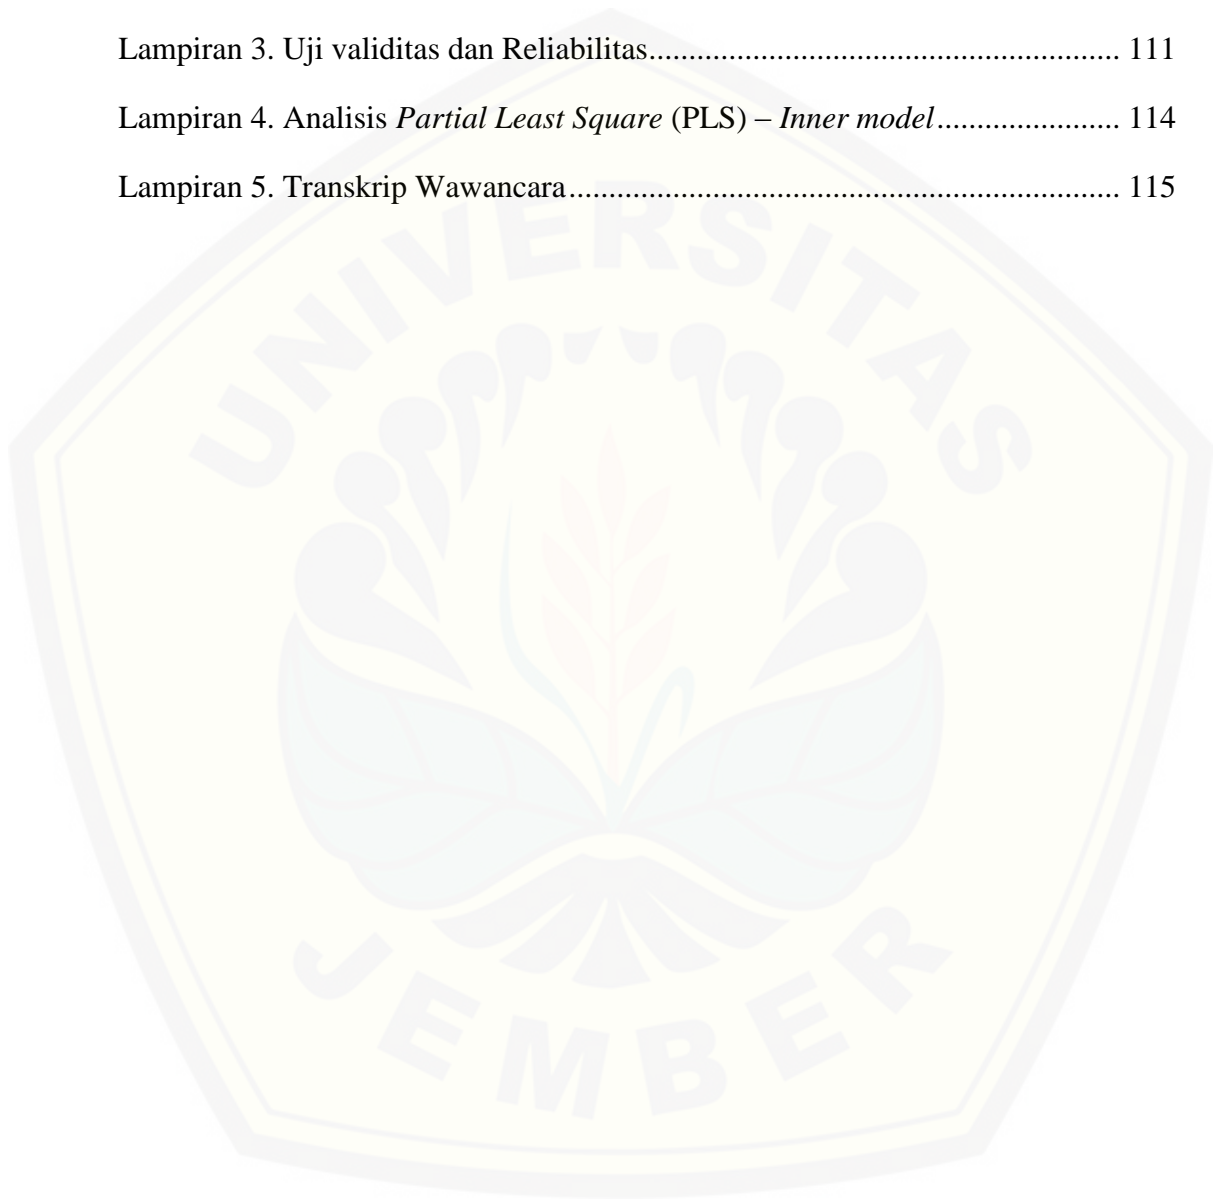 Lampiran 3. Uji validitas dan Reliabilitas.......................................................... 111
Lampiran 4. Analisis Partial Least Square (PLS) – Inner model....................... 114
Lampiran 5. Transkrip Wawancara..................................................................... 115
UNIVERSITAS
JEMBER